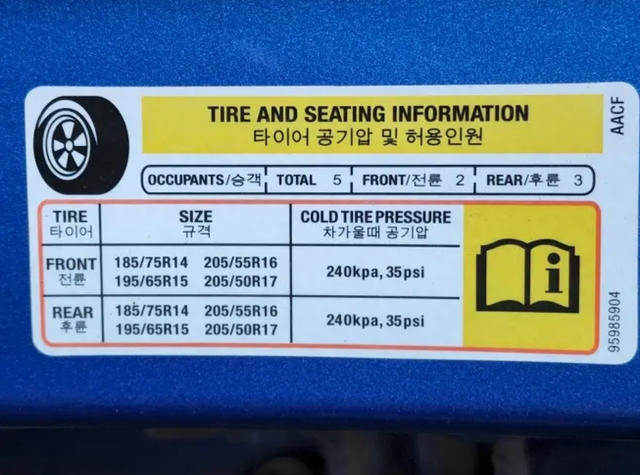 TIRE AND SEATING INFORMATION
타이어 공기압 및 허용인원
AACF
OCCUPANTS/승객 TOTAL 5 FRONT/전륜 2 REAR/후륜 3
TIRE SIZE COLD TIRE PRESSURE
타이어 규격 차가울때 공기압
FRONT 185/75R14 205/55R16 240kpa, 35psi
전륜 195/65R15 205/50R17
REAR 185/75R14 205/55R16 240kpa, 35psi
후륜 195/65R15 205/50R17
i
95985904